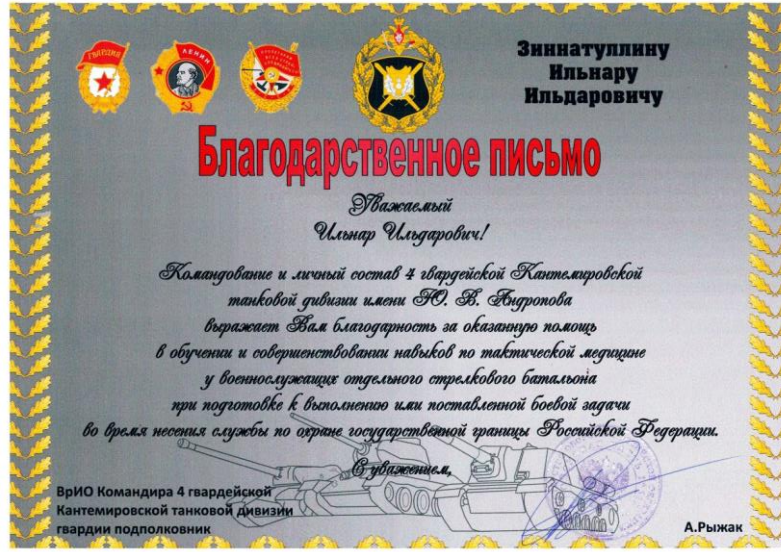 ГВАРДИЯ
ЛЕНИН
Зиннатуллину
Ильнару
Ильдаровичу
Благодарственное письмо
Уважаемый
Ильнар Ильдарович!
Командование и личный состав 4 гвардейской Кантемировской
танковой дивизии имени Ю. В. Андропова
выражает Вам благодарность за оказанную помощь
в обучении и совершенствовании навыков по тактической медицине
у военнослужащих отдельного стрелкового батальона
при подготовке к выполнению ими поставленной боевой задачи
во время несения службы по охране государственной границы Российской Федерации.
С уважением,
ВрИО Командира 4 гвардейской
Кантемировской танковой дивизии
гвардии подполковник
А.Рыжак